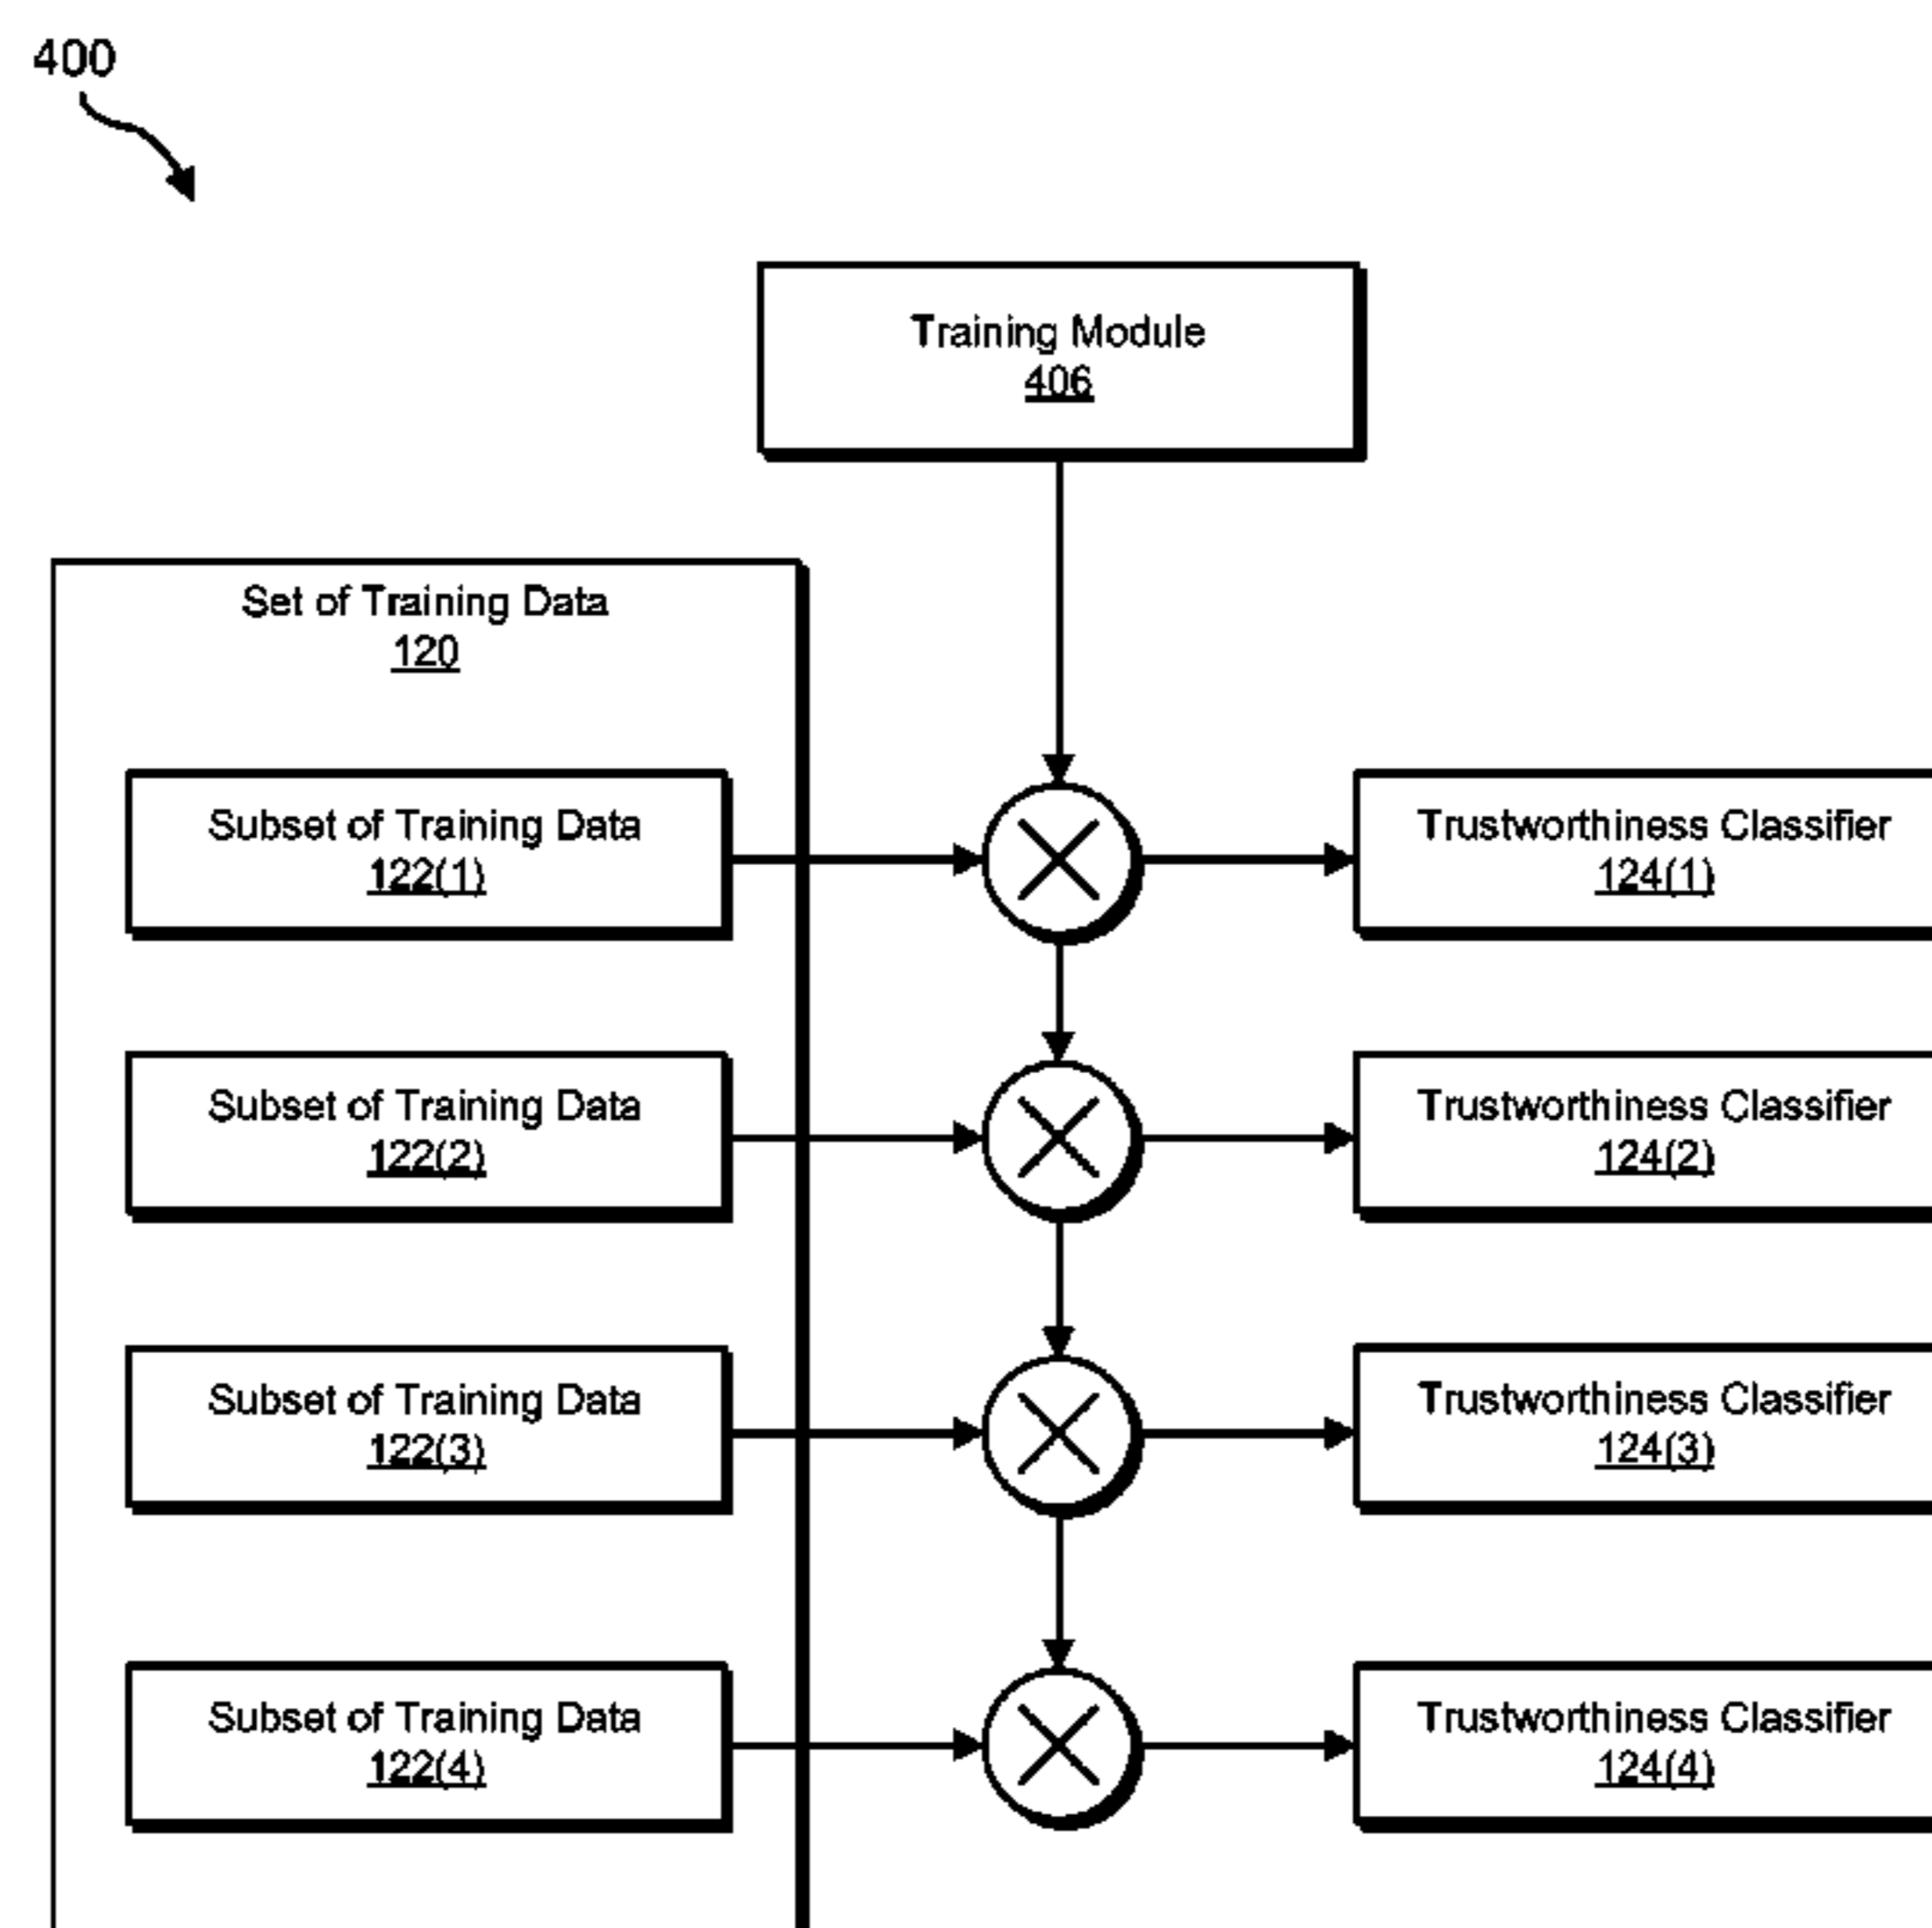 400
Training Module
406
Set of Training Data
120
Subset of Training Data
122(1)
Trustworthiness Classifier
124(1)
Subset of Training Data
122(2)
Trustworthiness Classifier
124(2)
Subset of Training Data
122(3)
Trustworthiness Classifier
124(3)
Subset of Training Data
122(4)
Trustworthiness Classifier
124(4)